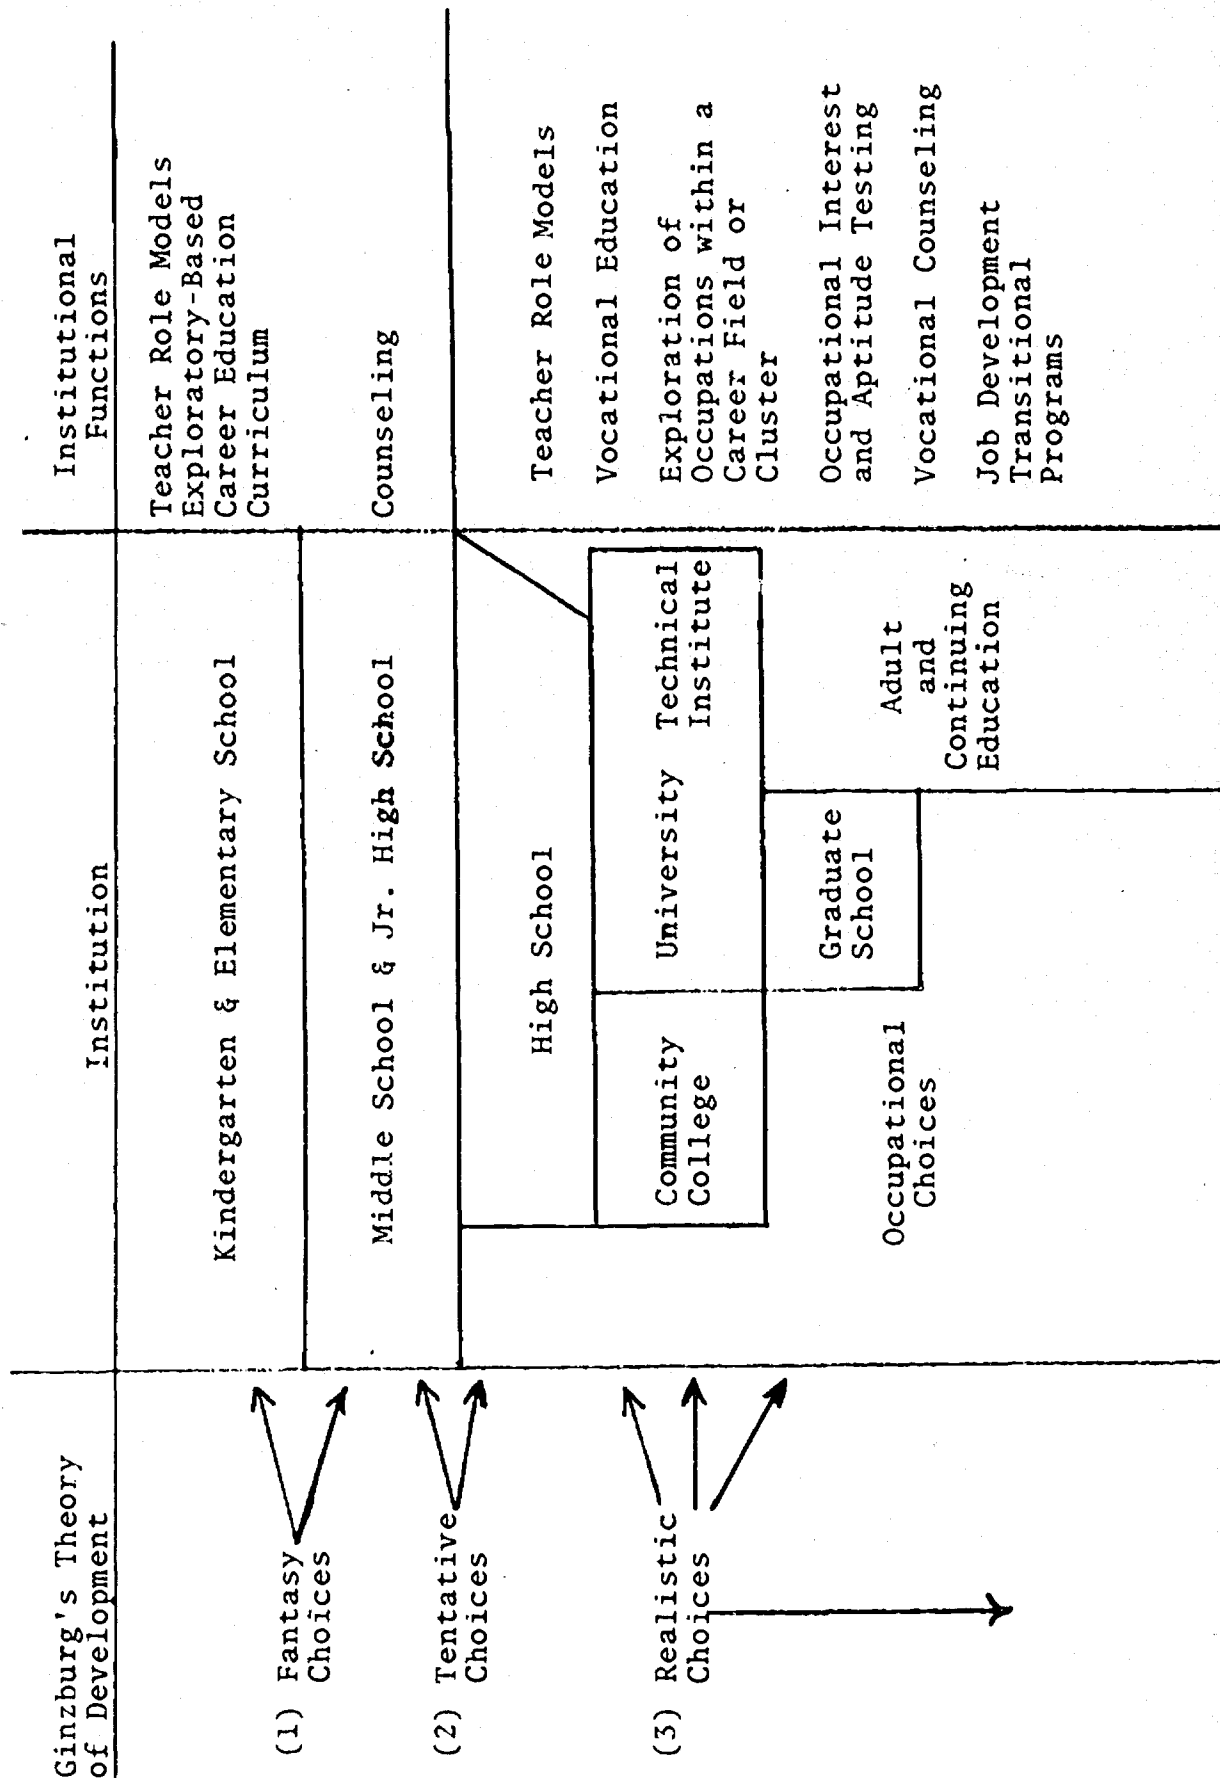 Ginzburg's Theory
of Development
(1) Fantasy
Choices
(2) Tentative
Choices
(3) Realistic
Choices
Institution
Kindergarten & Elementary School
Middle School & Jr. High School
High School
Community
College
University
Technical
Institute
Graduate
School
Adult
and
Continuing
Education
Occupational
Choices
Institutional
Functions
Teacher Role Models
Exploratory-Based
Career Education
Curriculum
Counseling
Teacher Role Models
Vocational Education
Exploration of
Occupations within a
Career Field or
Cluster
Occupational Interest
and Aptitude Testing
Vocational Counseling
Job Development
Transitional
Programs